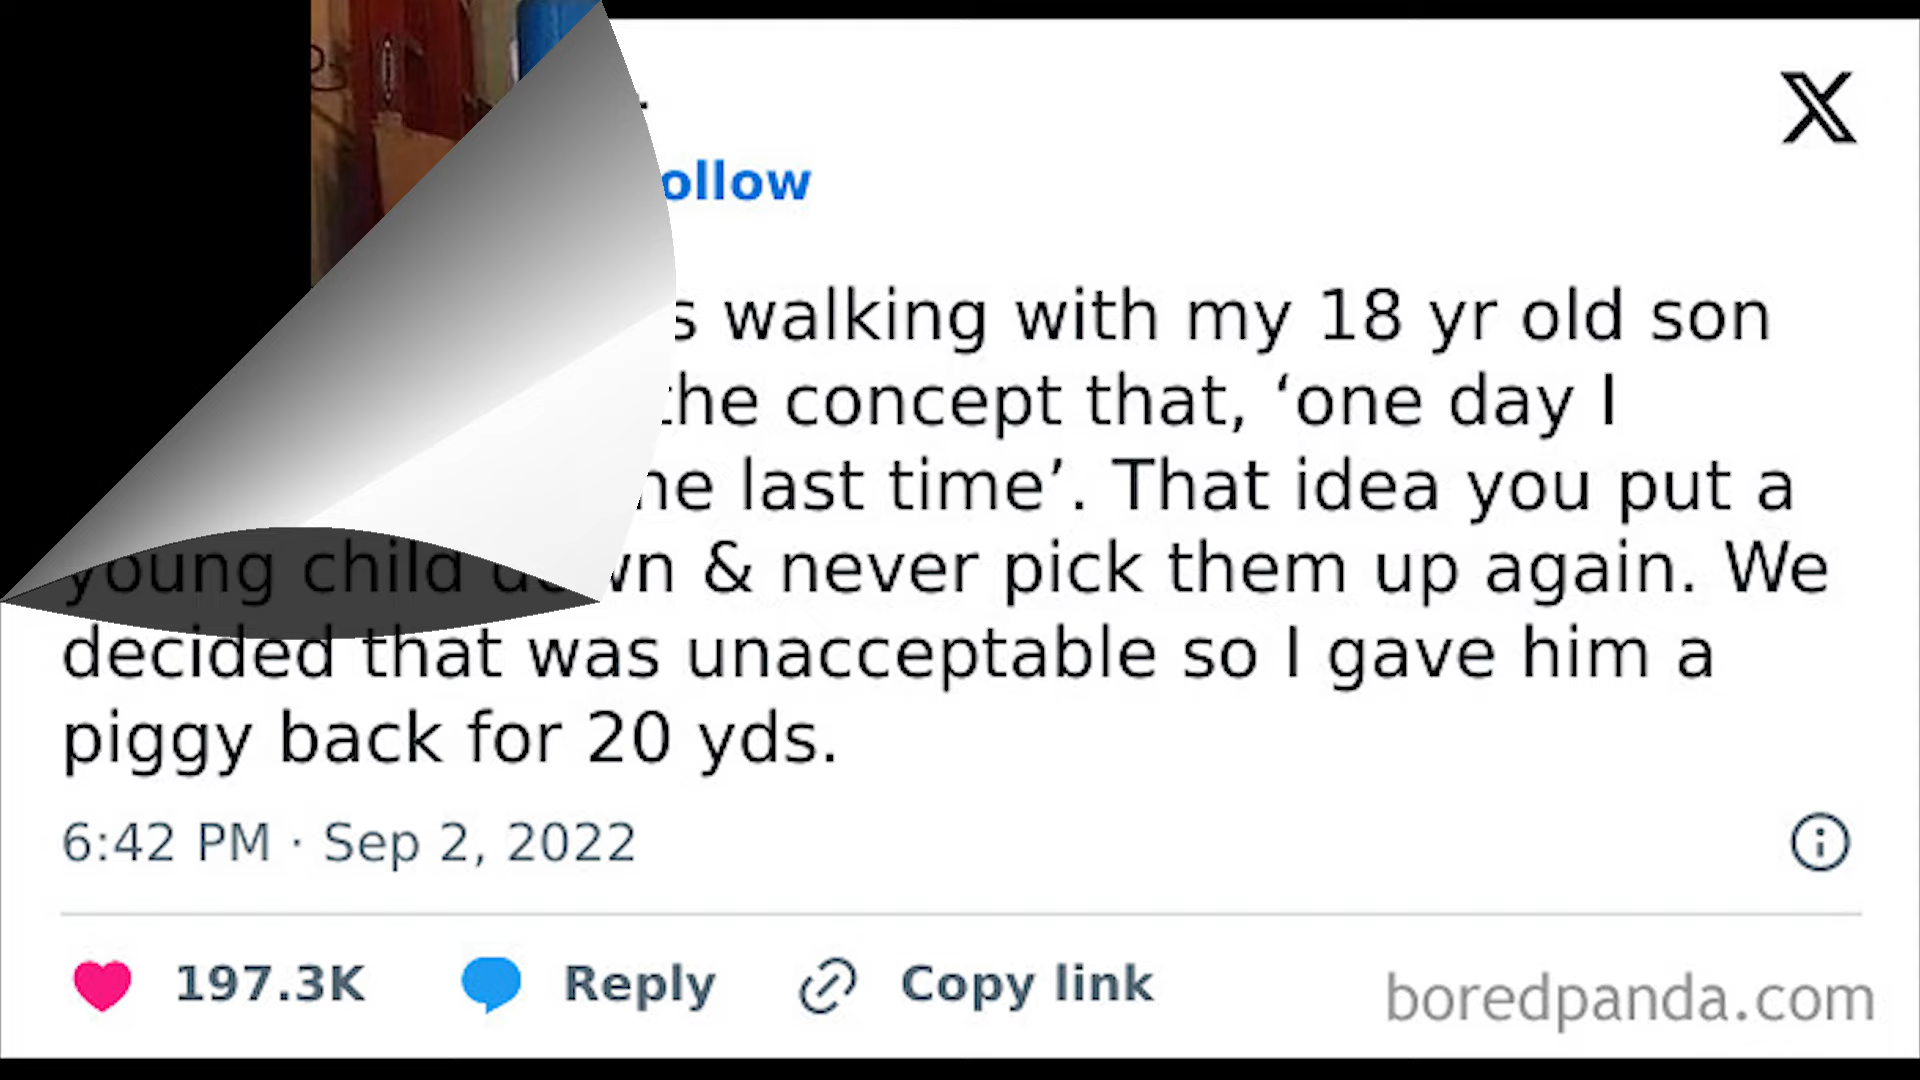 ollow
s walking with my 18 yr old son
the concept that, ‘one day I
he last time’. That idea you put a
young child down & never pick them up again. We
decided that was unacceptable so I gave him a
piggy back for 20 yds.
6:42 PM · Sep 2, 2022
197.3K Reply Copy link
boredpanda.com